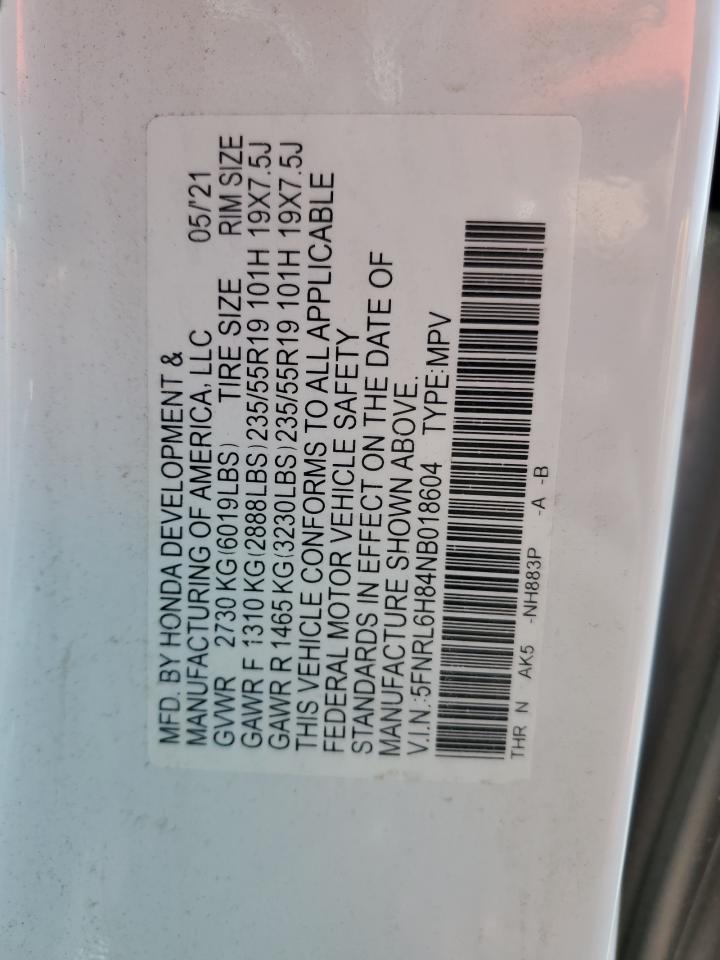 MFD. BY HONDA DEVELOPMENT &
MANUFACTURING OF AMERICA, LLC 05/'21
GVWR 2730 KG(6019LBS) TIRE SIZE RIM SIZE
GAWR F 1310 KG(2888LBS)235/55R19 101H 19X7.5J
GAWR R 1465 KG(3230LBS)235/55R19 101H 19X7.5J
THIS VEHICLE CONFORMS TO ALL APPLICABLE
FEDERAL MOTOR VEHICLE SAFETY
STANDARDS IN EFFECT ON THE DATE OF
MANUFACTURE SHOWN ABOVE.
V.I.N.:5FNRL6H84NB018604 TYPE:MPV
THR N AK5 -NH883P -A -B